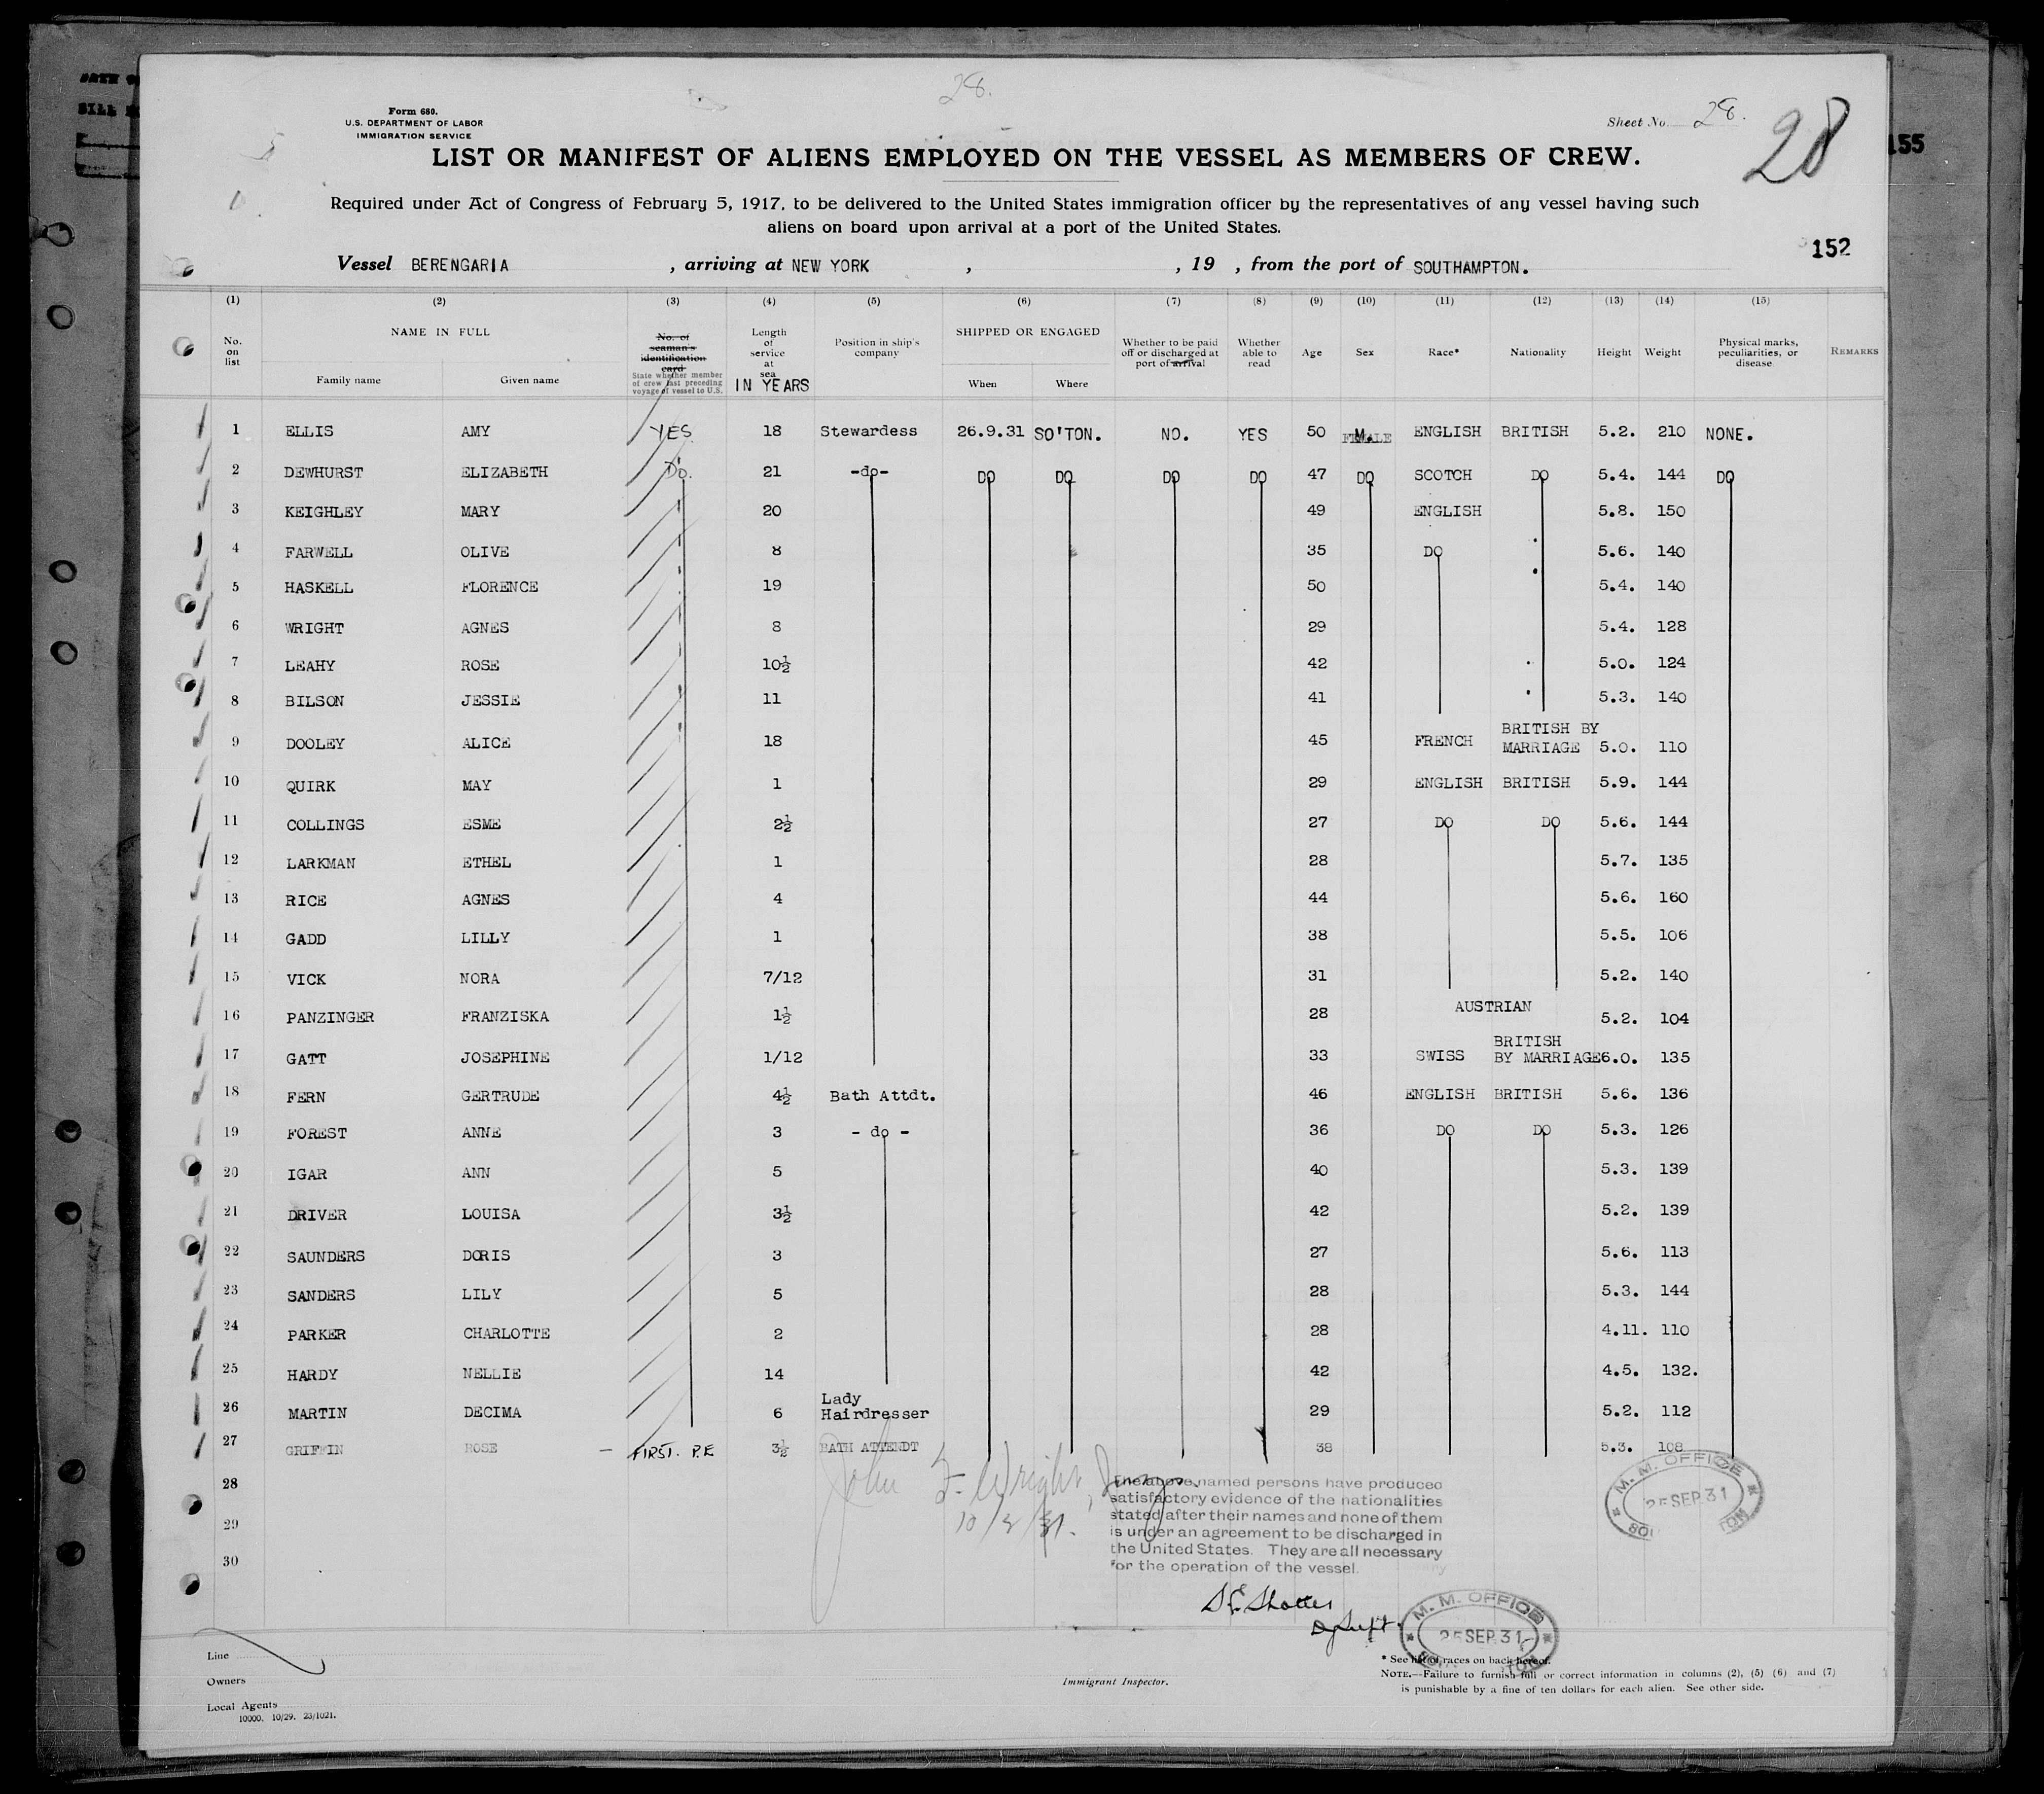 28.
Form 680.
U.S. DEPARTMENT OF LABOR
IMMIGRATION SERVICE
Sheet No. 28.
28
155
LIST OR MANIFEST OF ALIENS EMPLOYED ON THE VESSEL AS MEMBERS OF CREW.
Required under Act of Congress of February 5, 1917, to be delivered to the United States immigration officer by the representatives of any vessel having such
aliens on board upon arrival at a port of the United States.
152
Vessel BERENGARIA , arriving at NEW YORK , , 19 , from the port of SOUTHAMPTON.
(1) (2) (3) (4) (5) (6) (7) (8) (9) (10) (11) (12) (13) (14) (15)
No. on list
NAME IN FULL
Family name Given name
No. of seaman's identification card
State whether member of crew last preceding voyage of vessel to U.S.
Length of service at sea
IN YEARS
Position in ship's company
SHIPPED OR ENGAGED
When Where
Whether to be paid off or discharged at port of arrival
Whether able to read
Age
Sex
Race*
Nationality
Height
Weight
Physical marks, peculiarities, or disease
REMARKS
1 ELLIS AMY YES 18 Stewardess 26.9.31 SO'TON. NO. YES 50 M. FEMALE ENGLISH BRITISH 5.2. 210 NONE.
2 DEWHURST ELIZABETH Do. 21 -do- DO DO DO DO 47 DO SCOTCH DO 5.4. 144 DO
3 KEIGHLEY MARY 20 49 ENGLISH 5.8. 150
4 FARWELL OLIVE 8 35 DO 5.6. 140
5 HASKELL FLORENCE 19 50 5.4. 140
6 WRIGHT AGNES 8 29 5.4. 128
7 LEAHY ROSE 10½ 42 5.0. 124
8 BILSON JESSIE 11 41 5.3. 140
9 DOOLEY ALICE 18 45 FRENCH BRITISH BY MARRIAGE 5.0. 110
10 QUIRK MAY 1 29 ENGLISH BRITISH 5.9. 144
11 COLLINGS ESME 2½ 27 DO DO 5.6. 144
12 LARKMAN ETHEL 1 28 5.7. 135
13 RICE AGNES 4 44 5.6. 160
14 GADD LILLY 1 38 5.5. 106
15 VICK NORA 7/12 31 5.2. 140
16 PANZINGER FRANZISKA 1½ 28 AUSTRIAN 5.2. 104
17 GATT JOSEPHINE 1/12 33 SWISS BRITISH BY MARRIAGE 6.0. 135
18 FERN GERTRUDE 4½ Bath Attdt. 46 ENGLISH BRITISH 5.6. 136
19 FOREST ANNE 3 - do - 36 DO DO 5.3. 126
20 IGAR ANN 5 40 5.3. 139
21 DRIVER LOUISA 3½ 42 5.2. 139
22 SAUNDERS DORIS 3 27 5.6. 113
23 SANDERS LILY 5 28 5.3. 144
24 PARKER CHARLOTTE 2 28 4.11. 110
25 HARDY NELLIE 14 42 4.5. 132.
26 MARTIN DECIMA 6 Lady Hairdresser 29 5.2. 112
27 GRIFFIN ROSE – FIRST. P.E 3½ BATH ATTENDT 38 5.3. 108
28
29
30
John F. Wright, Jr
The above named persons have produced
satisfactory evidence of the nationalities
stated after their names and none of them
is under an agreement to be discharged in
the United States. They are all necessary
for the operation of the vessel.
M. M. OFFICE
25 SEP. 31
M. M. OFFICE
25 SEP. 31
Line
Owners
Local Agents
10000. 10/29. 23/1021.
Immigrant Inspector.
* See list of races on back hereof.
NOTE.—Failure to furnish full or correct information in columns (2), (5) (6) and (7)
is punishable by a fine of ten dollars for each alien. See other side.